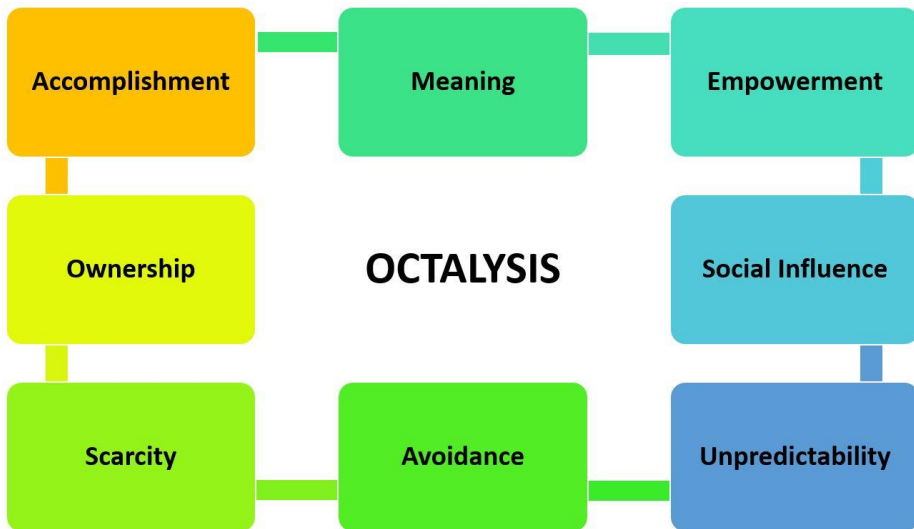 Accomplishment
Meaning
Empowerment
Ownership
OCTALYSIS
Social Influence
Scarcity
Avoidance
Unpredictability